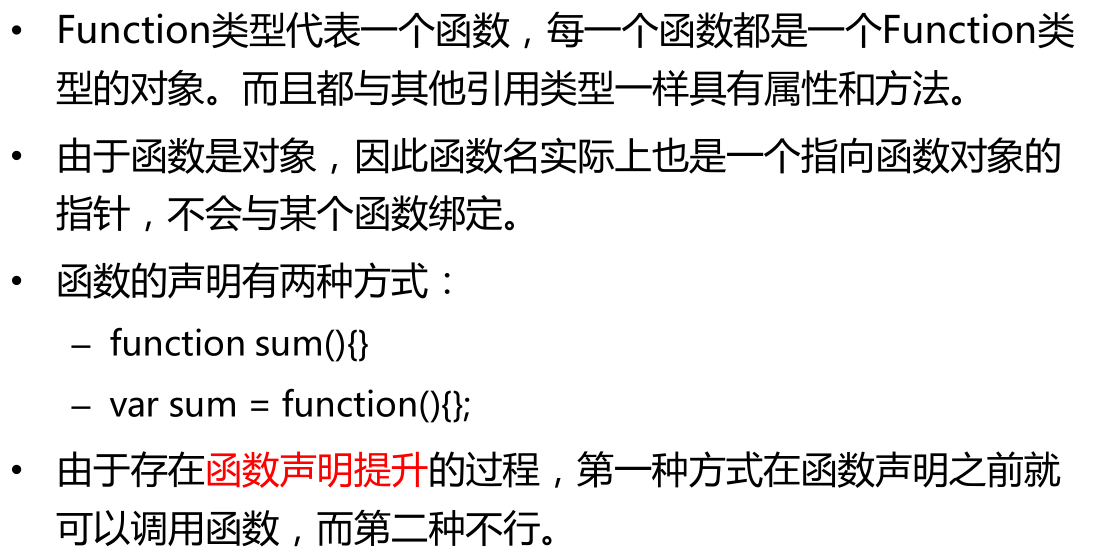 • Function类型代表一个函数，每一个函数都是一个Function类
型的对象。而且都与其他引用类型一样具有属性和方法。
• 由于函数是对象，因此函数名实际上也是一个指向函数对象的
指针，不会与某个函数绑定。
• 函数的声明有两种方式：
– function sum(){}
– var sum = function(){};
• 由于存在函数声明提升的过程，第一种方式在函数声明之前就
可以调用函数，而第二种不行。